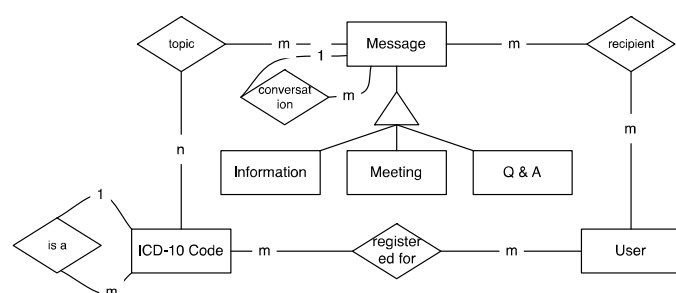 topic
m
Message
m
recipient
1
conversat
ion
m
m
n
Information
Meeting
Q & A
1
is a
ICD-10 Code
m
register
ed for
m
User
m